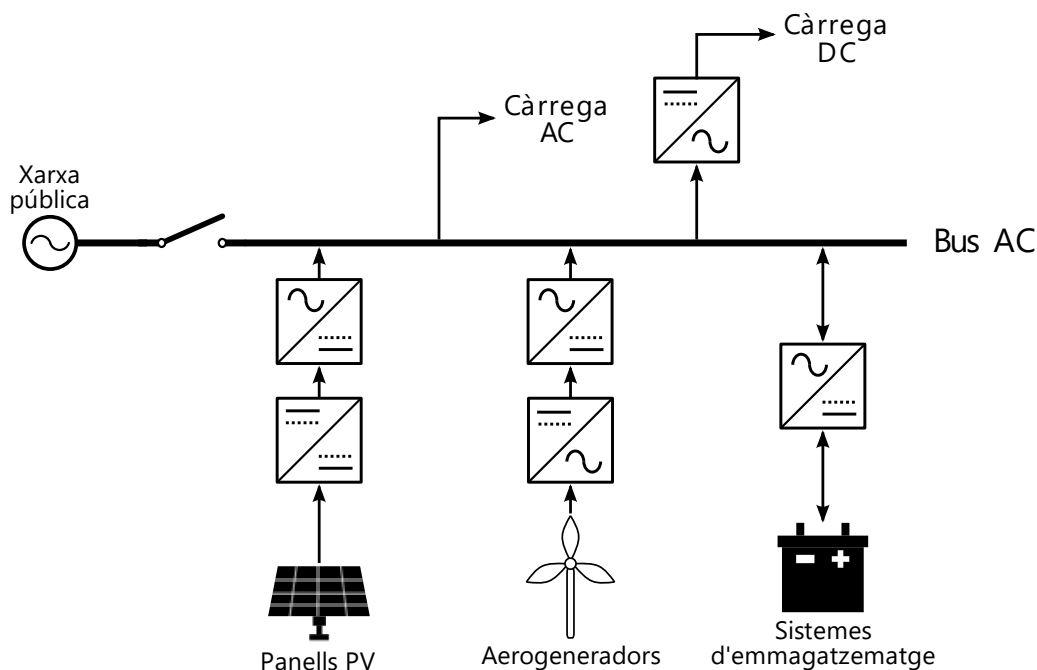 Càrrega
DC
Càrrega
AC
Xarxa
pública
Bus AC
Panells PV
Aerogeneradors
Sistemes
d'emmagatzematge